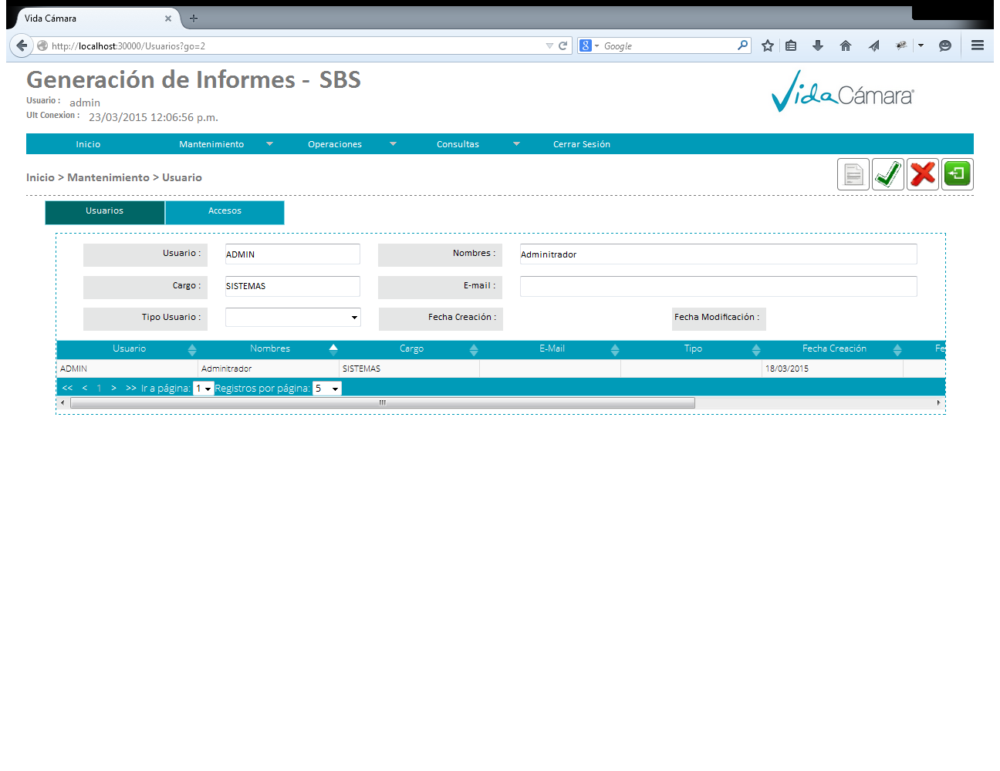 Vida Cámara
http://localhost:30000/Usuarios?go=2
Google
Generación de Informes - SBS
Usuario : admin
Ult Conexion : 23/03/2015 12:06:56 p.m.
Vida Cámara
Inicio Mantenimiento Operaciones Consultas Cerrar Sesión
Inicio > Mantenimiento > Usuario
Usuarios Accesos
Usuario : ADMIN Nombres : Adminitrador
Cargo : SISTEMAS E-mail :
Tipo Usuario : Fecha Creación : Fecha Modificación :
Usuario Nombres Cargo E-Mail Tipo Fecha Creación Fe
ADMIN Adminitrador SISTEMAS 18/03/2015
<< < 1 > >> Ir a página: 1 Registros por página: 5